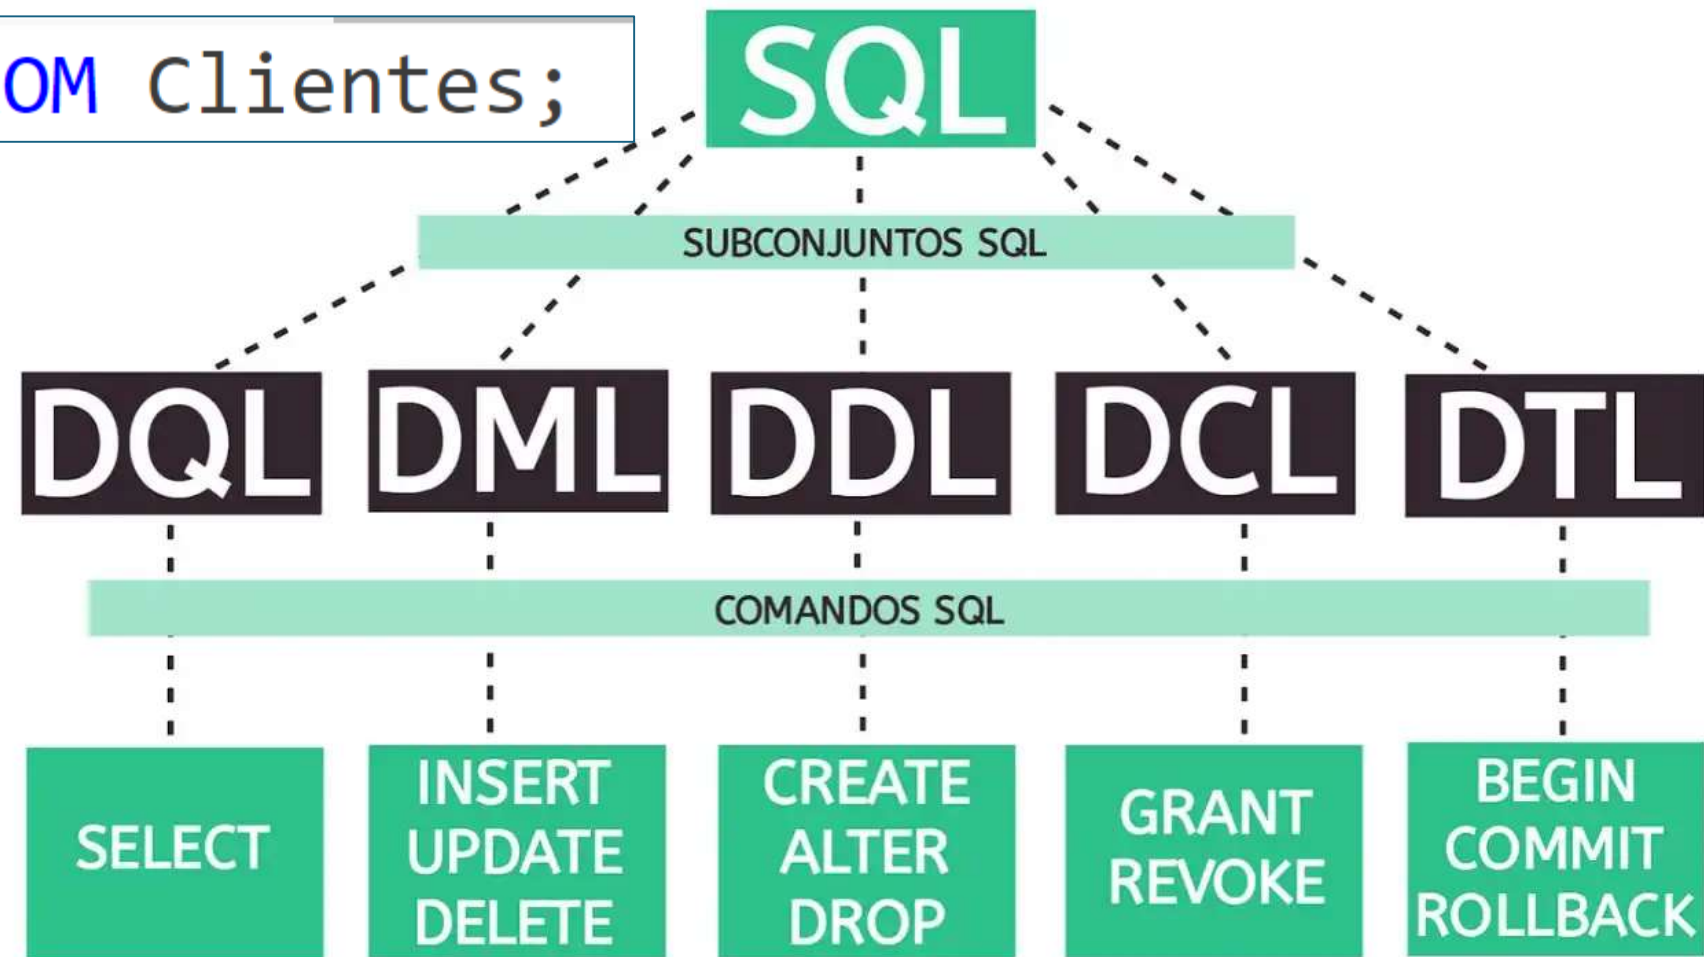 OM Clientes;
SQL
SUBCONJUNTOS SQL
DQL DML DDL DCL DTL
COMANDOS SQL
SELECT
INSERT
UPDATE
DELETE
CREATE
ALTER
DROP
GRANT
REVOKE
BEGIN
COMMIT
ROLLBACK